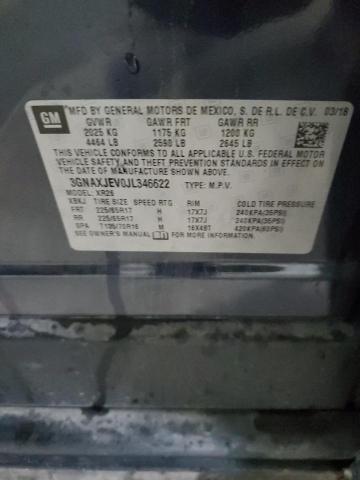 GM
MFD BY GENERAL MOTORS DE MEXICO, S. DE R.L. DE C.V. 03/18
GVWR GAWR FRT GAWR RR
2025 KG 1175 KG 1200 KG
4464 LB 2590 LB 2645 LB
THIS VEHICLE CONFORMS TO ALL APPLICABLE U.S. FEDERAL MOTOR
VEHICLE SAFETY, BUMPER, AND THEFT PREVENTION STANDARDS IN
EFFECT ON THE DATE OF MANUFACTURE SHOWN ABOVE.
3GNAXJEV0JL346622 TYPE: M.P.V.
MODEL: XR26
XBKJ TIRE SIZE SPEED RTG RIM COLD TIRE PRESSURE
FRT 225/65R17 H 17X7J 240KPA(35PSI)
RR 225/65R17 H 17X7J 240KPA(35PSI)
SPA T135/70R16 M 16X4BT 420KPA(60PSI)
SEE OWNER'S MANUAL FOR ADDITIONAL INFORMATION.